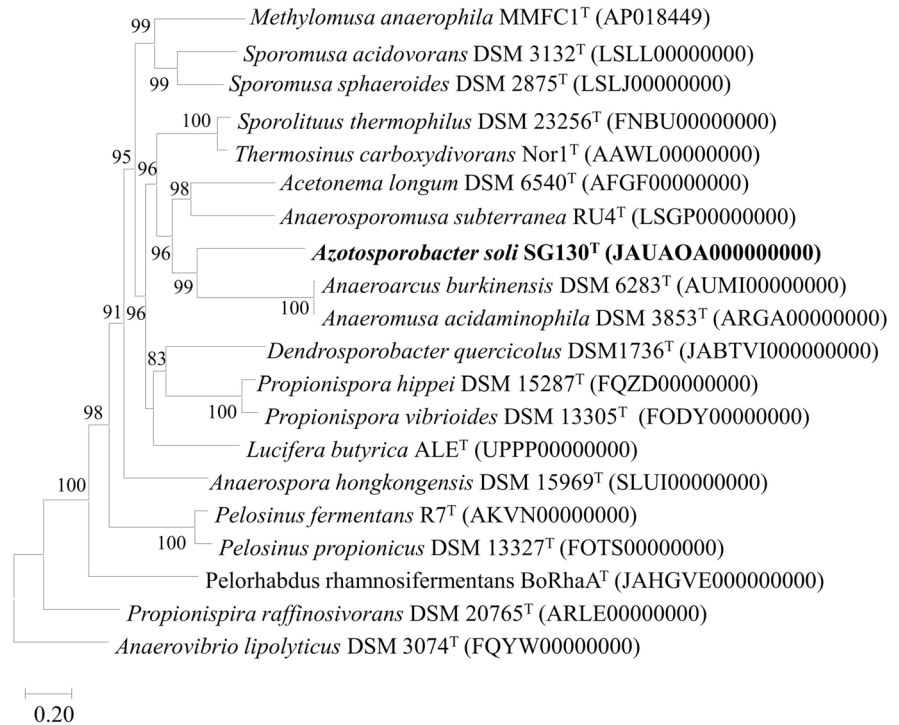 99
Methylomusa anaerophila MMFC1ᵀ (AP018449)
Sporomusa acidovorans DSM 3132ᵀ (LSLL00000000)
99
Sporomusa sphaeroides DSM 2875ᵀ (LSLJ00000000)
100
Sporolituus thermophilus DSM 23256ᵀ (FNBU00000000)
95
96
Thermosinus carboxydivorans Nor1ᵀ (AAWL00000000)
98
Acetonema longum DSM 6540ᵀ (AFGF00000000)
Anaerosporomusa subterranea RU4ᵀ (LSGP00000000)
96
Azotosporobacter soli SG130ᵀ (JAUAOA000000000)
99
Anaeroarcus burkinensis DSM 6283ᵀ (AUMI00000000)
100
91
96
Anaeromusa acidaminophila DSM 3853ᵀ (ARGA00000000)
83
Dendrosporobacter quercicolus DSM1736ᵀ (JABTVI000000000)
Propionispora hippei DSM 15287ᵀ (FQZD00000000)
98
100
Propionispora vibrioides DSM 13305ᵀ (FODY00000000)
Lucifera butyrica ALEᵀ (UPPP00000000)
100
Anaerospora hongkongensis DSM 15969ᵀ (SLUI00000000)
Pelosinus fermentans R7ᵀ (AKVN00000000)
100
Pelosinus propionicus DSM 13327ᵀ (FOTS00000000)
Pelorhabdus rhamnosifermentans BoRhaAᵀ (JAHGVE000000000)
Propionispira raffinosivorans DSM 20765ᵀ (ARLE00000000)
Anaerovibrio lipolyticus DSM 3074ᵀ (FQYW00000000)
0.20